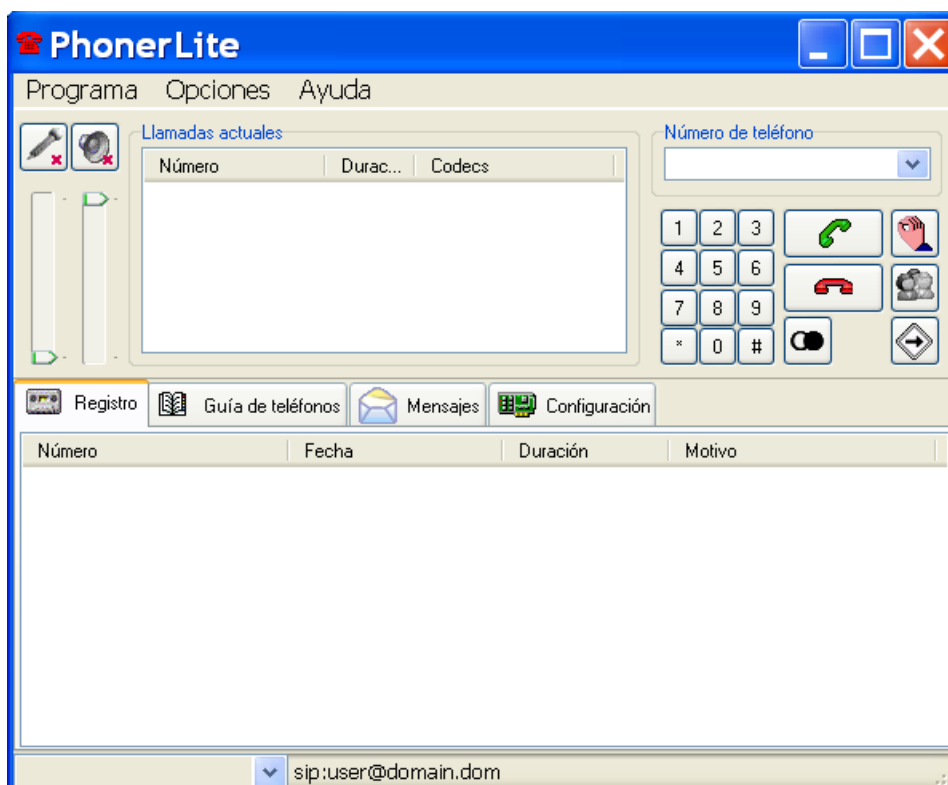 PhonerLite
Programa Opciones Ayuda
Llamadas actuales
Número Durac... Codecs
Número de teléfono
1 2 3
4 5 6
7 8 9
* 0 #
Registro Guía de teléfonos Mensajes Configuración
Número Fecha Duración Motivo
sip:user@domain.dom